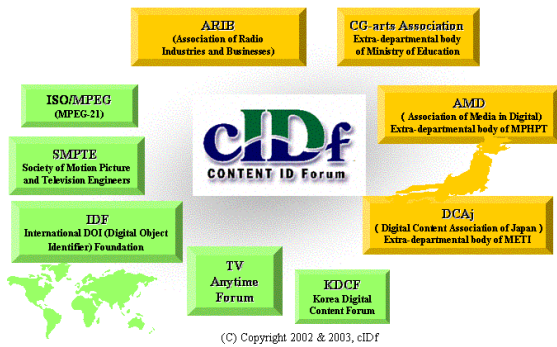 ARIB
(Association of Radio
Industries and Businesses)
CG-arts Association
Extra-departmental body
of Ministry of Education
ISO/MPEG
(MPEG-21)
AMD
( Association of Media in Digital)
Extra-departmental body of MPHPT
cIDf
CONTENT ID Forum
SMPTE
Society of Motion Picture
and Television Engineers
IDF
International DOI (Digital Object
Identifier) Foundation
DCAj
( Digital Content Association of Japan )
Extra-departmental body of METI
TV
Anytime
Forum
KDCF
Korea Digital
Content Forum
(C) Copyright 2002 & 2003, cIDf